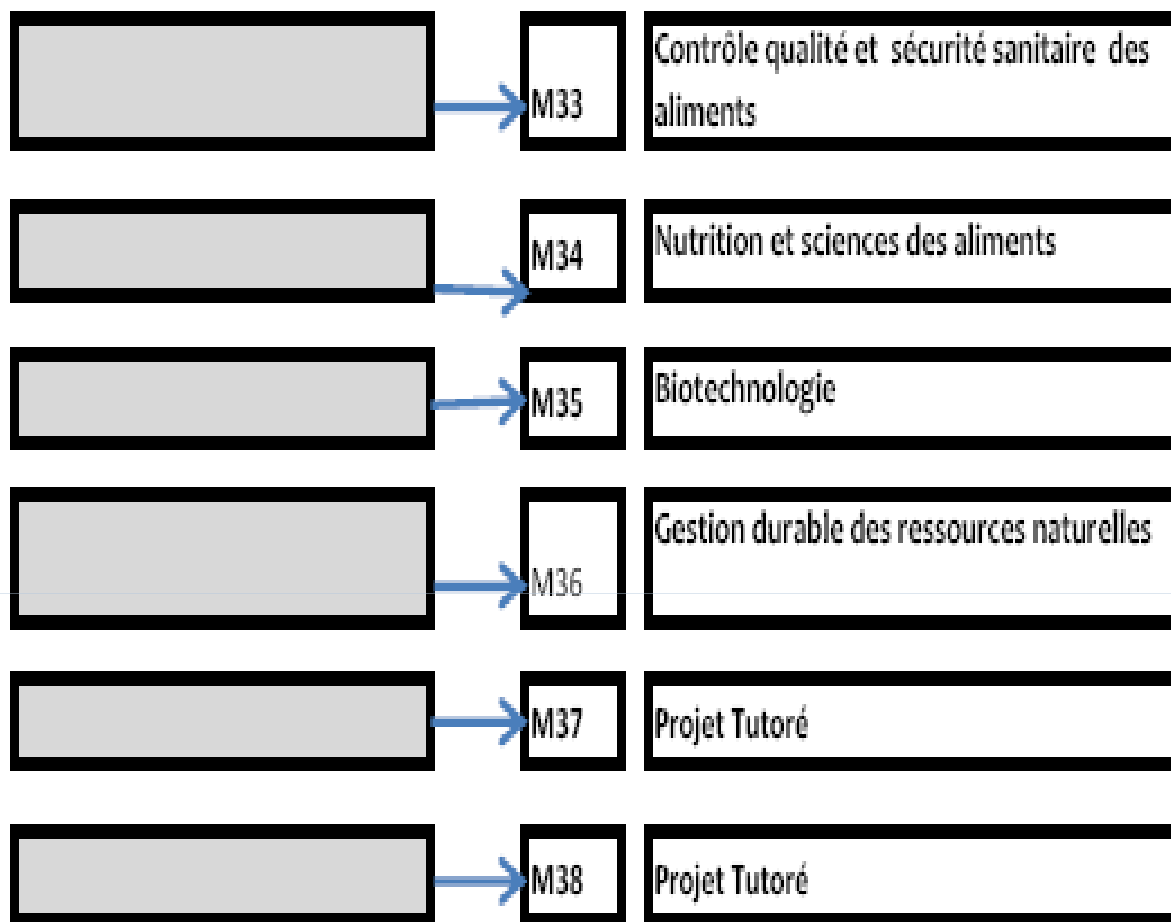 M33
Contrôle qualité et sécurité sanitaire des
aliments
M34
Nutrition et sciences des aliments
M35
Biotechnologie
M36
Gestion durable des ressources naturelles
M37
Projet Tutoré
M38
Projet Tutoré